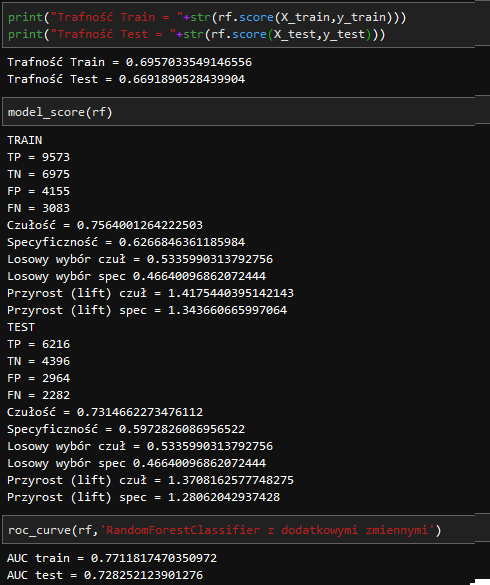 print("Trafność Train = "+str(rf.score(X_train,y_train)))
print("Trafność Test = "+str(rf.score(X_test,y_test)))
Trafność Train = 0.6957033549146556
Trafność Test = 0.6691890528439904
model_score(rf)
TRAIN
TP = 9573
TN = 6975
FP = 4155
FN = 3083
Czułość = 0.7564001264222503
Specyficzność = 0.6266846361185984
Losowy wybór czuł = 0.5335990313792756
Losowy wybór spec 0.46640096862072444
Przyrost (lift) czuł = 1.4175440395142143
Przyrost (lift) spec = 1.343660665997064
TEST
TP = 6216
TN = 4396
FP = 2964
FN = 2282
Czułość = 0.7314662273476112
Specyficzność = 0.5972826086956522
Losowy wybór czuł = 0.5335990313792756
Losowy wybór spec 0.46640096862072444
Przyrost (lift) czuł = 1.3708162577748275
Przyrost (lift) spec = 1.28062042937428
roc_curve(rf,'RandomForestClassifier z dodatkowymi zmiennymi')
AUC train = 0.7711817470350972
AUC test = 0.728252123901276